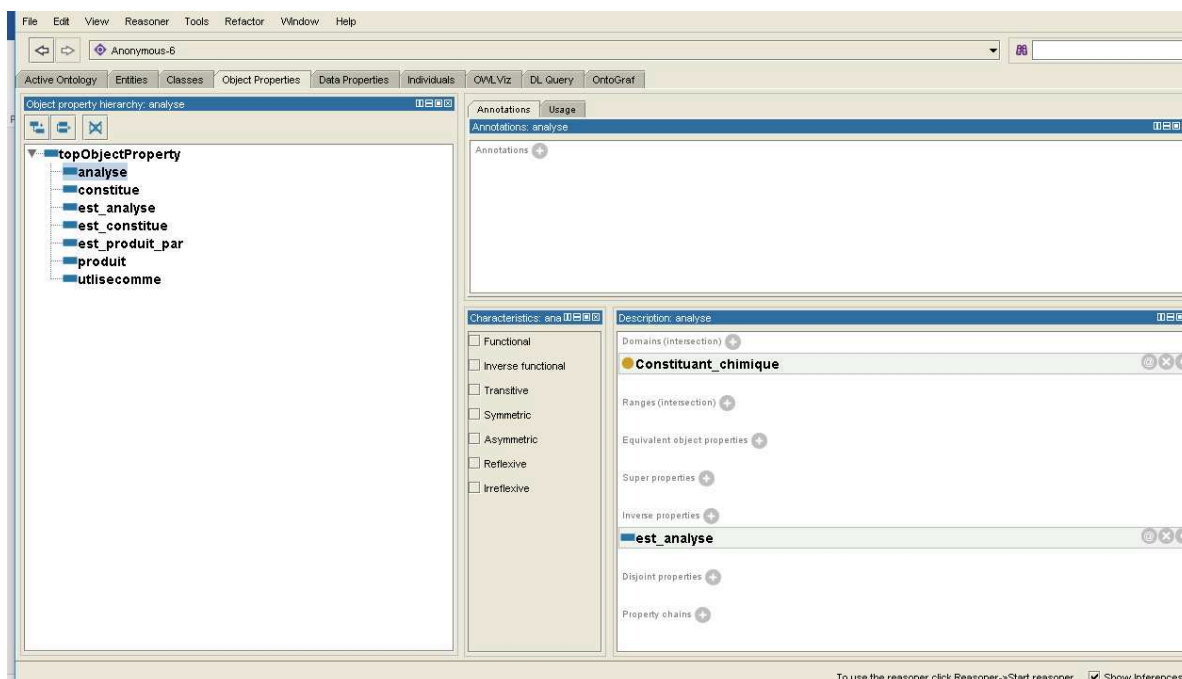 File Edit View Reasoner Tools Refactor Window Help
Anonymous-6
Active Ontology Entities Classes Object Properties Data Properties Individuals OWLViz DL Query OntoGraf
Object property hierarchy: analyse
topObjectProperty
analyse
constitue
est_analyse
est_constitue
est_produit_par
produit
utlisecomme
Annotations Usage
Annotations: analyse
Annotations
Characteristics: ana
Functional
Inverse functional
Transitive
Symmetric
Asymmetric
Reflexive
Irreflexive
Description: analyse
Domains (intersection)
Constituant_chimique
Ranges (intersection)
Equivalent object properties
Super properties
Inverse properties
est_analyse
Disjoint properties
Property chains
To use the reasoner click Reasoner->Start reasoner Show Inferences